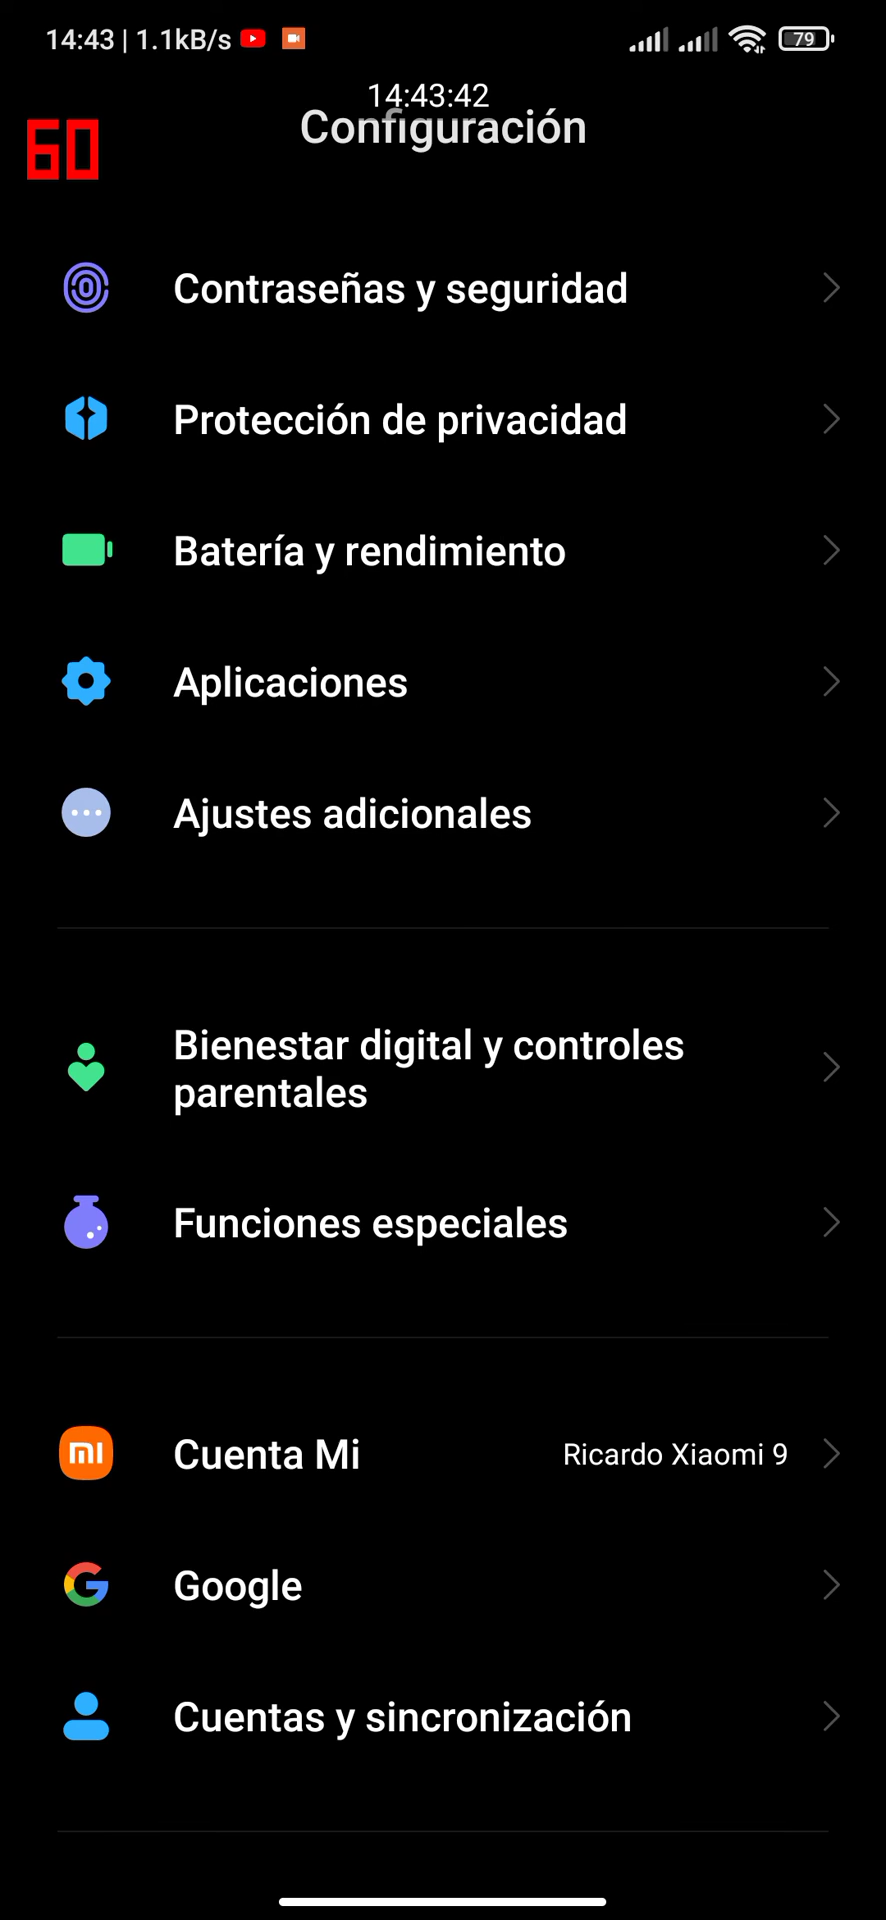 14:43 | 1.1kB/s
79
14:43:42
Configuración
60
Contraseñas y seguridad
Protección de privacidad
Batería y rendimiento
Aplicaciones
Ajustes adicionales
Bienestar digital y controles
parentales
Funciones especiales
Cuenta Mi Ricardo Xiaomi 9
Google
Cuentas y sincronización